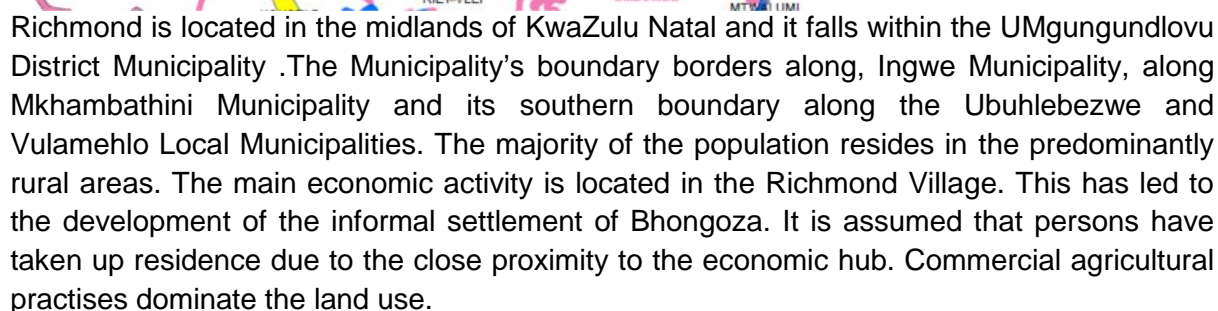 Richmond is located in the midlands of KwaZulu Natal and it falls within the UMgungundlovu
District Municipality .The Municipality's boundary borders along, Ingwe Municipality, along
Mkhambathini Municipality and its southern boundary along the Ubuhlebezwe and
Vulamehlo Local Municipalities. The majority of the population resides in the predominantly
rural areas. The main economic activity is located in the Richmond Village. This has led to
the development of the informal settlement of Bhongoza. It is assumed that persons have
taken up residence due to the close proximity to the economic hub. Commercial agricultural
practises dominate the land use.